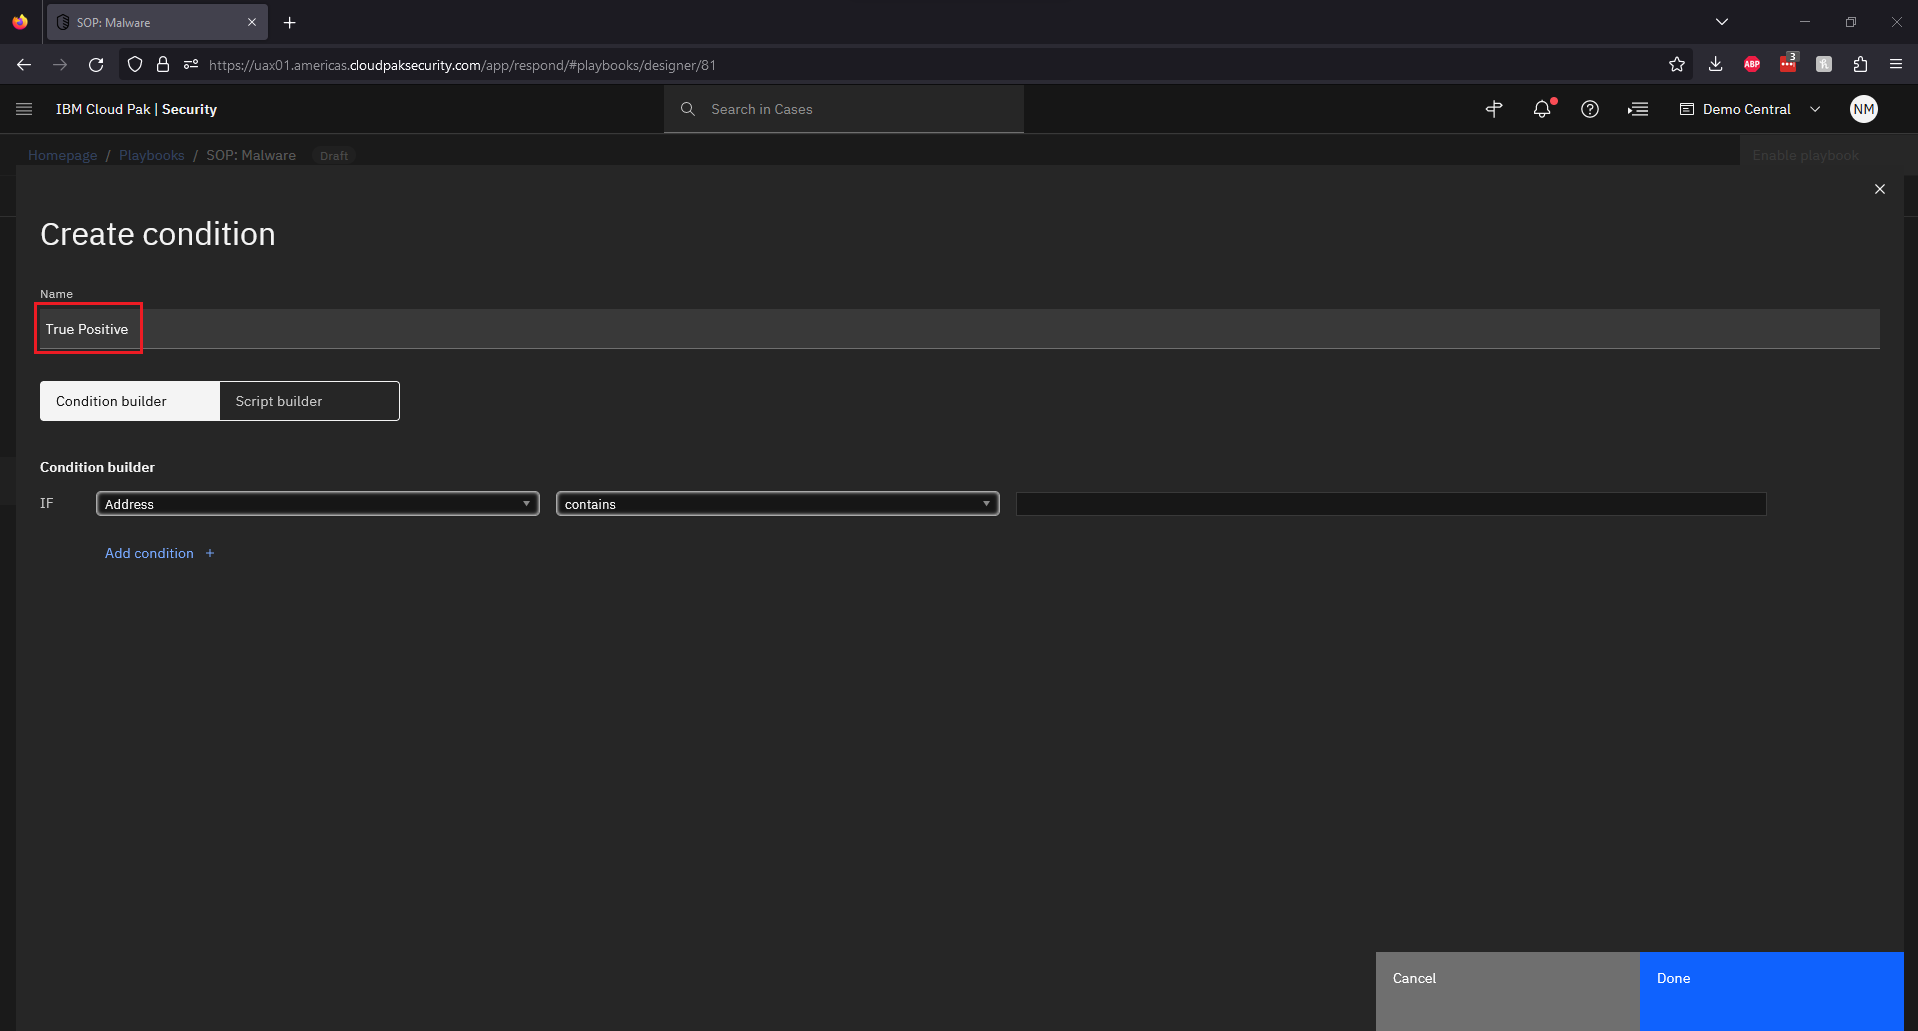 SOP: Malware
https://uax01.americas.cloudpaksecurity.com/app/respond/#playbooks/designer/81
ABP
3
IBM Cloud Pak | Security
Search in Cases
Demo Central
NM
Homepage / Playbooks / SOP: Malware Draft
Enable playbook
Create condition
Name
True Positive
Condition builder
Script builder
Condition builder
IF
Address
contains
Add condition +
Cancel
Done